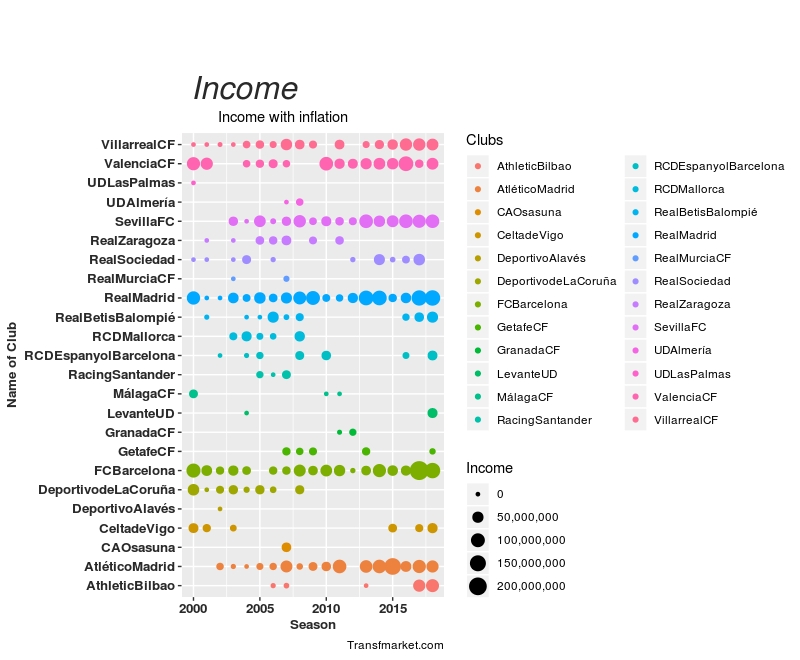 Income
Income with inflation
Name of Club
VillarrealCF
ValenciaCF
UDLasPalmas
UDAlmería
SevillaFC
RealZaragoza
RealSociedad
RealMurciaCF
RealMadrid
RealBetisBalompié
RCDMallorca
RCDEspanyolBarcelona
RacingSantander
MálagaCF
LevanteUD
GranadaCF
GetafeCF
FCBarcelona
DeportivodeLaCoruña
DeportivoAlavés
CeltadeVigo
CAOsasuna
AtléticoMadrid
AthleticBilbao
2000 2005 2010 2015
Season
Transfmarket.com
Clubs
AthleticBilbao
AtléticoMadrid
CAOsasuna
CeltadeVigo
DeportivoAlavés
DeportivodeLaCoruña
FCBarcelona
GetafeCF
GranadaCF
LevanteUD
MálagaCF
RacingSantander
RCDEspanyolBarcelona
RCDMallorca
RealBetisBalompié
RealMadrid
RealMurciaCF
RealSociedad
RealZaragoza
SevillaFC
UDAlmería
UDLasPalmas
ValenciaCF
VillarrealCF
Income
0
50,000,000
100,000,000
150,000,000
200,000,000